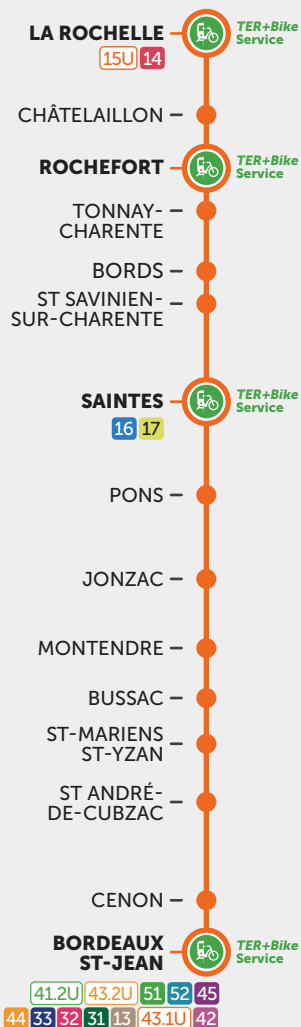 LA ROCHELLE
TER+Bike
Service
15U 14
CHÂTELAILLON
ROCHEFORT
TER+Bike
Service
TONNAY-
CHARENTE
BORDS
ST SAVINIEN-
SUR-CHARENTE
SAINTES
TER+Bike
Service
16 17
PONS
JONZAC
MONTENDRE
BUSSAC
ST-MARIENS
ST-YZAN
ST ANDRÉ-
DE-CUBZAC
CENON
BORDEAUX
ST-JEAN
TER+Bike
Service
41.2U 43.2U 51 52 45
44 33 32 31 13 43.1U 42